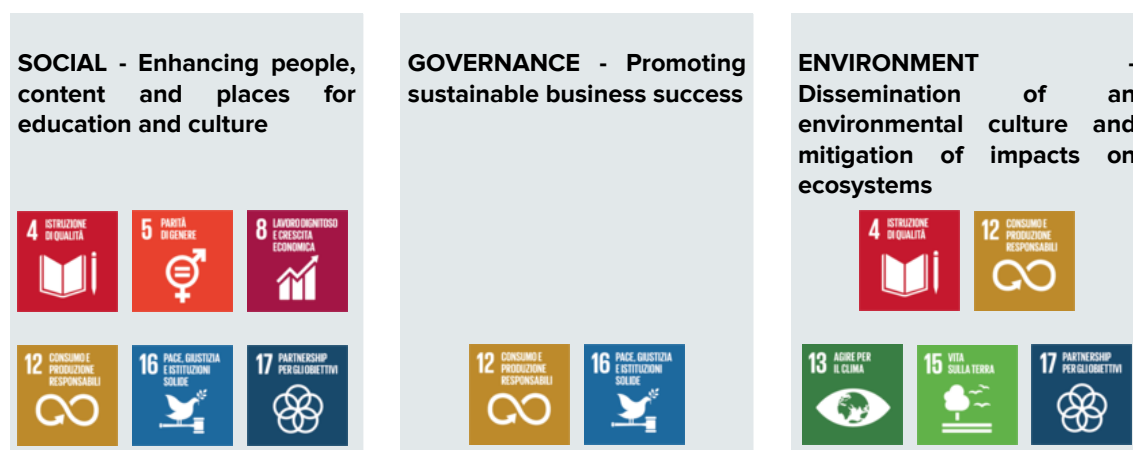 SOCIAL - Enhancing people,
content and places for
education and culture
4 ISTRUZIONE
DI QUALITÀ
5 PARITÀ
DI GENERE
8 LAVORO DIGNITOSO
E CRESCITA
ECONOMICA
12 CONSUMO E
PRODUZIONE
RESPONSABILI
16 PACE, GIUSTIZIA
E ISTITUZIONI
SOLIDE
17 PARTNERSHIP
PER GLI OBIETTIVI
GOVERNANCE - Promoting
sustainable business success
12 CONSUMO E
PRODUZIONE
RESPONSABILI
16 PACE, GIUSTIZIA
E ISTITUZIONI
SOLIDE
ENVIRONMENT -
Dissemination of an
environmental culture and
mitigation of impacts on
ecosystems
4 ISTRUZIONE
DI QUALITÀ
12 CONSUMO E
PRODUZIONE
RESPONSABILI
13 AGIRE PER
IL CLIMA
15 VITA
SULLA TERRA
17 PARTNERSHIP
PER GLI OBIETTIVI